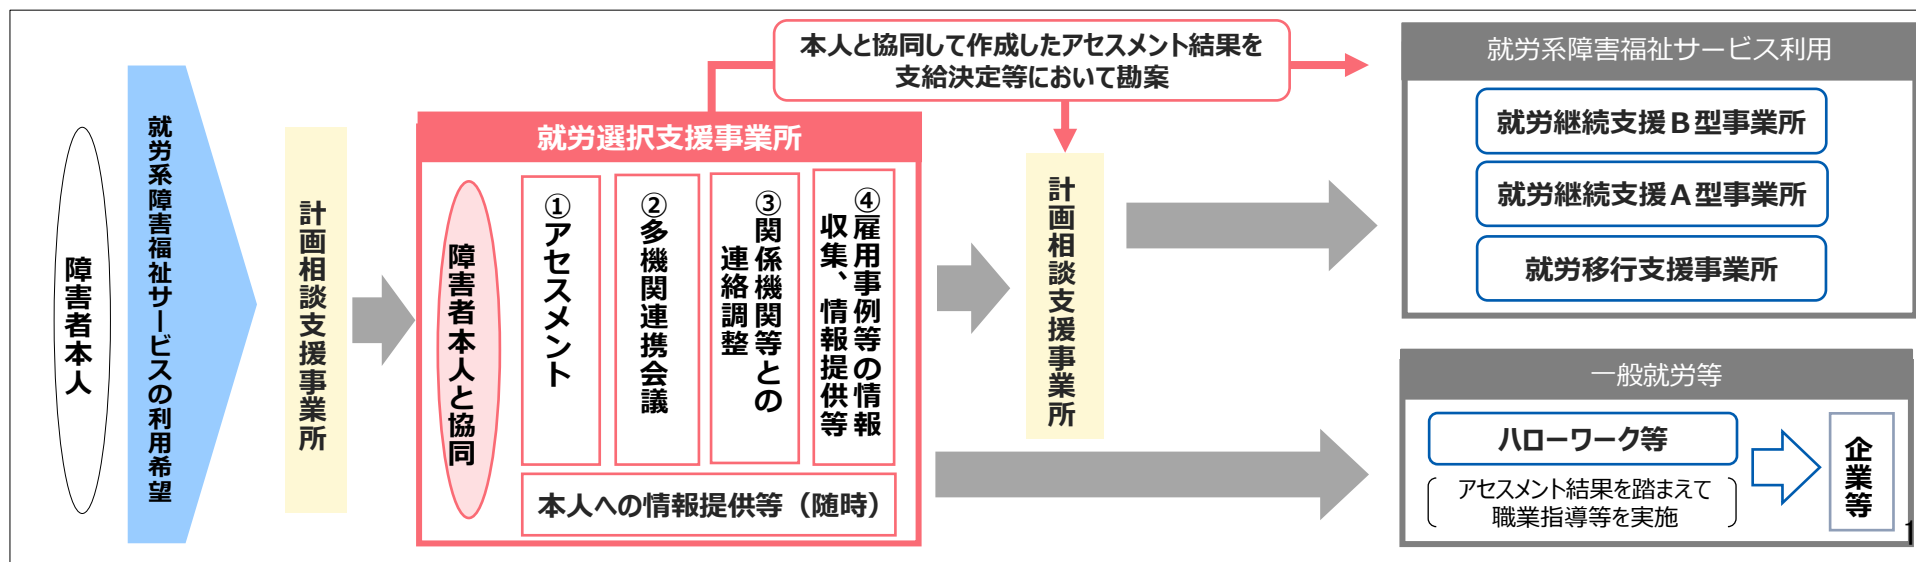 障害者本人
就労系障害福祉サービスの利用希望
計画相談支援事業所
就労選択支援事業所
障害者本人と協同
①アセスメント
②多機関連携会議
③関係機関等との
連絡調整
④雇用事例等の情報
収集、情報提供等
本人への情報提供等（随時）
本人と協同して作成したアセスメント結果を
支給決定等において勘案
計画相談支援事業所
就労系障害福祉サービス利用
就労継続支援Ｂ型事業所
就労継続支援Ａ型事業所
就労移行支援事業所
一般就労等
ハローワーク等
アセスメント結果を踏まえて
職業指導等を実施
企業等
1